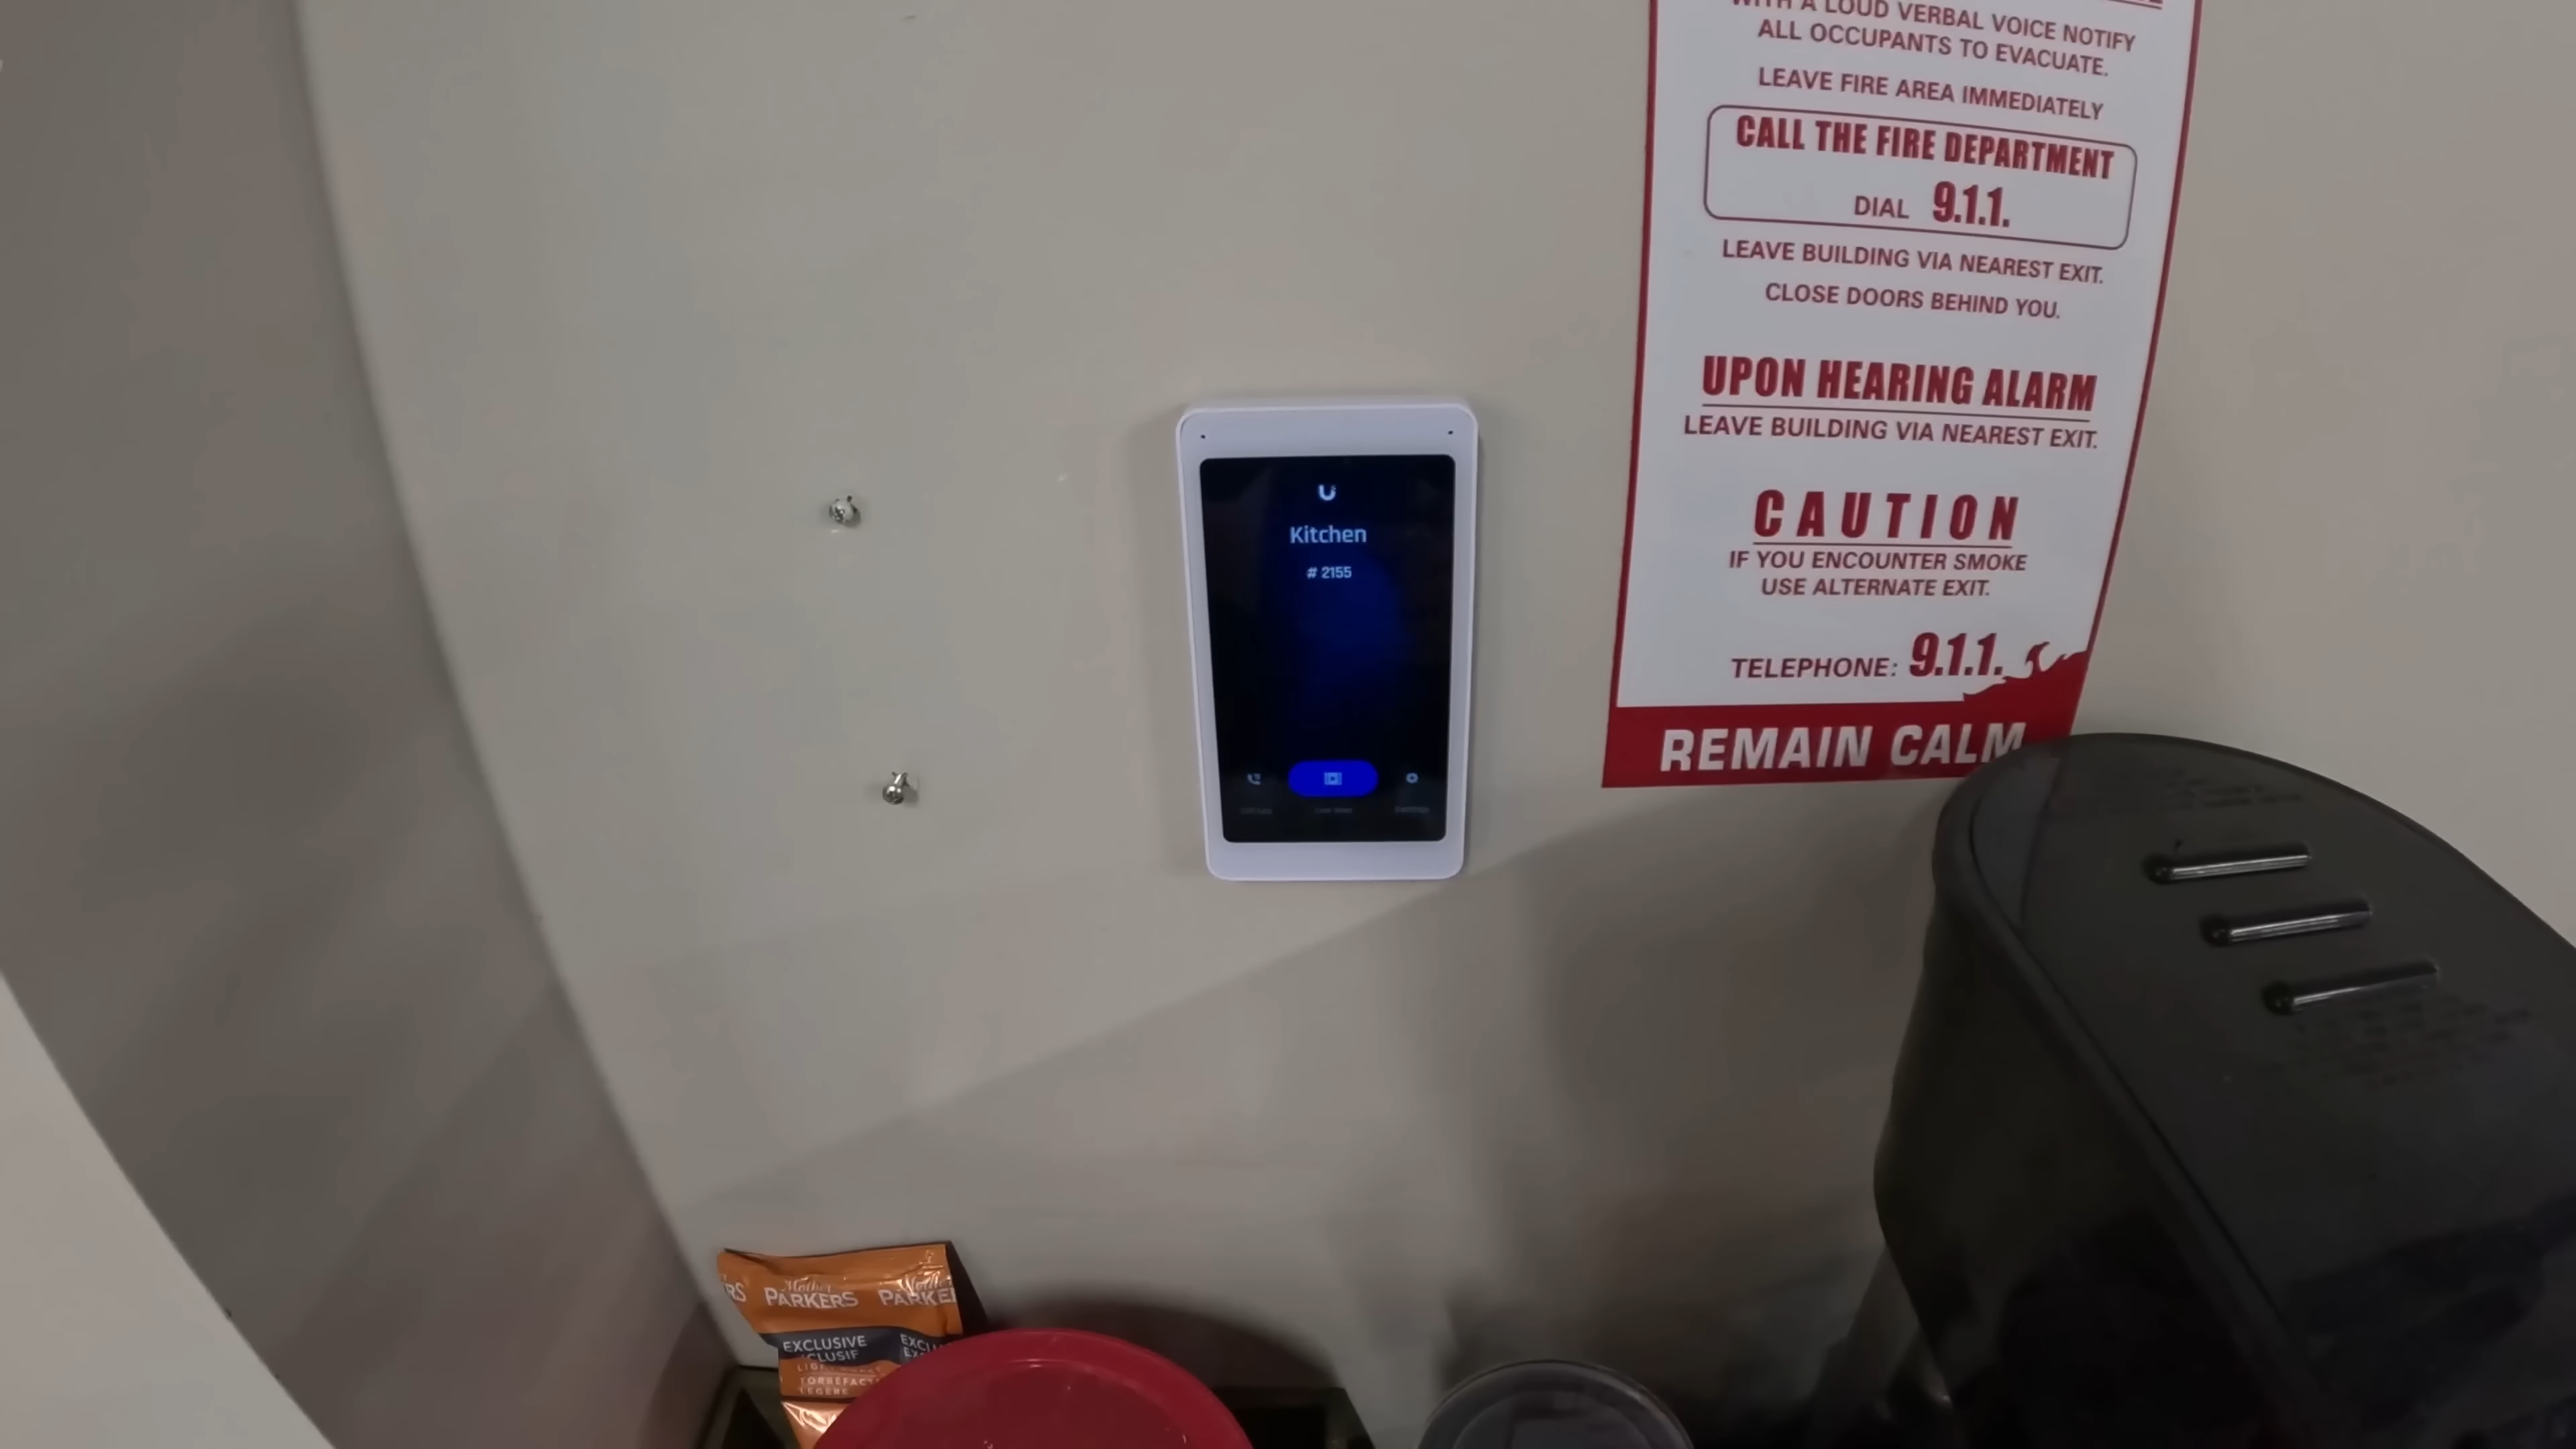 WITH A LOUD VERBAL VOICE NOTIFY
ALL OCCUPANTS TO EVACUATE.
LEAVE FIRE AREA IMMEDIATELY
CALL THE FIRE DEPARTMENT
DIAL 9.1.1.
LEAVE BUILDING VIA NEAREST EXIT.
CLOSE DOORS BEHIND YOU.
UPON HEARING ALARM
LEAVE BUILDING VIA NEAREST EXIT.
CAUTION
IF YOU ENCOUNTER SMOKE
USE ALTERNATE EXIT.
TELEPHONE: 9.1.1.
REMAIN CALM
Kitchen
# 2155
Mother
PARKERS
EXCLUSIVE